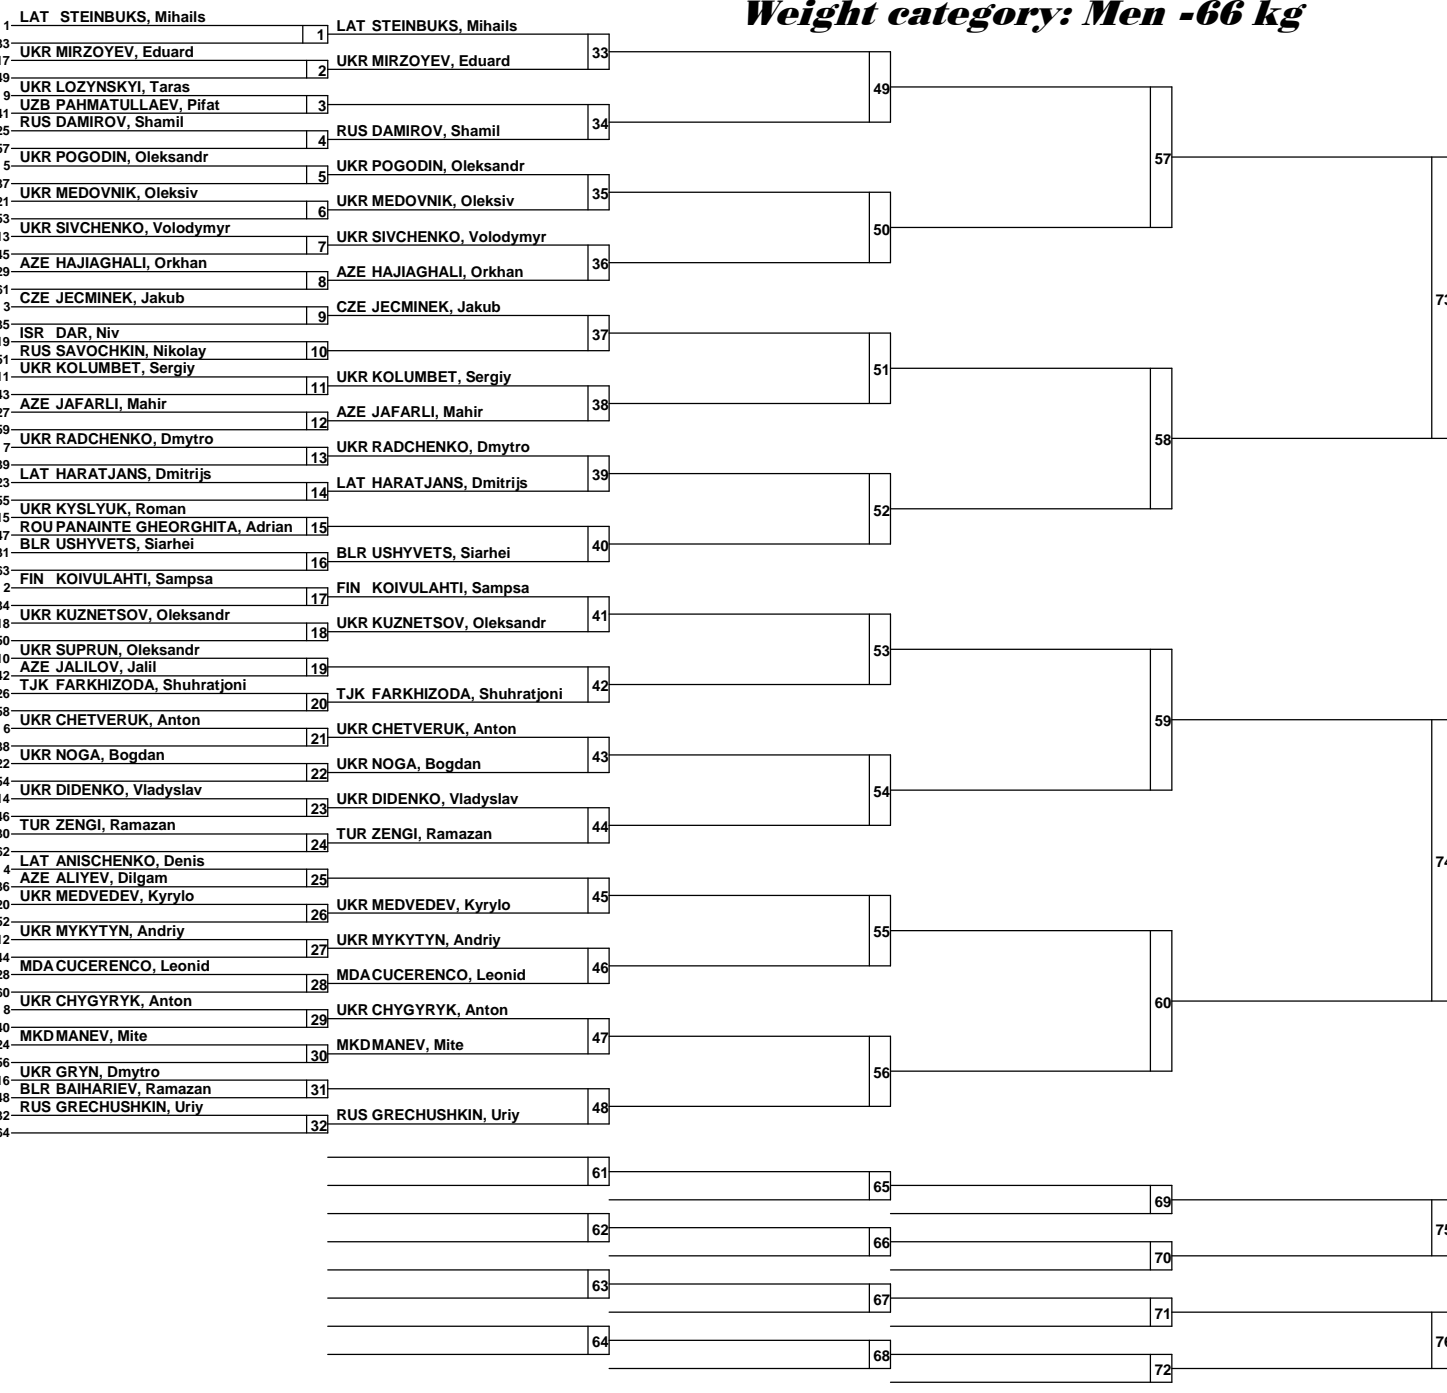 Weight category: Men -66 kg
LAT STEINBUKS, Mihails
UKR MIRZOYEV, Eduard
UKR LOZYNSKYI, Taras
UZB PAHMATULLAEV, Pifat
RUS DAMIROV, Shamil
UKR POGODIN, Oleksandr
UKR MEDOVNIK, Oleksiv
UKR SIVCHENKO, Volodymyr
AZE HAJIAGHALI, Orkhan
CZE JECMINEK, Jakub
ISR DAR, Niv
RUS SAVOCHKIN, Nikolay
UKR KOLUMBET, Sergiy
AZE JAFARLI, Mahir
UKR RADCHENKO, Dmytro
LAT HARATJANS, Dmitrijs
UKR KYSLYUK, Roman
ROU PANAINTE GHEORGHITA, Adrian
BLR USHYVETS, Siarhei
FIN KOIVULAHTI, Sampsa
UKR KUZNETSOV, Oleksandr
UKR SUPRUN, Oleksandr
AZE JALILOV, Jalil
TJK FARKHIZODA, Shuhratjoni
UKR CHETVERUK, Anton
UKR NOGA, Bogdan
UKR DIDENKO, Vladyslav
TUR ZENGI, Ramazan
LAT ANISCHENKO, Denis
AZE ALIYEV, Dilgam
UKR MEDVEDEV, Kyrylo
UKR MYKYTYN, Andriy
MDA CUCERENCO, Leonid
UKR CHYGYRYK, Anton
MKD MANEV, Mite
UKR GRYN, Dmytro
BLR BAIHARIEV, Ramazan
RUS GRECHUSHKIN, Uriy
1
2
3
4
5
6
7
8
9
10
11
12
13
14
15
16
17
18
19
20
21
22
23
24
25
26
27
28
29
30
31
32
LAT STEINBUKS, Mihails
UKR MIRZOYEV, Eduard
RUS DAMIROV, Shamil
UKR POGODIN, Oleksandr
UKR MEDOVNIK, Oleksiv
UKR SIVCHENKO, Volodymyr
AZE HAJIAGHALI, Orkhan
CZE JECMINEK, Jakub
UKR KOLUMBET, Sergiy
AZE JAFARLI, Mahir
UKR RADCHENKO, Dmytro
LAT HARATJANS, Dmitrijs
BLR USHYVETS, Siarhei
FIN KOIVULAHTI, Sampsa
UKR KUZNETSOV, Oleksandr
TJK FARKHIZODA, Shuhratjoni
UKR CHETVERUK, Anton
UKR NOGA, Bogdan
UKR DIDENKO, Vladyslav
TUR ZENGI, Ramazan
UKR MEDVEDEV, Kyrylo
UKR MYKYTYN, Andriy
MDA CUCERENCO, Leonid
UKR CHYGYRYK, Anton
MKD MANEV, Mite
RUS GRECHUSHKIN, Uriy
33
34
35
36
37
38
39
40
41
42
43
44
45
46
47
48
61
62
63
64
49
50
51
52
53
54
55
56
65
66
67
68
57
58
59
60
69
70
71
72